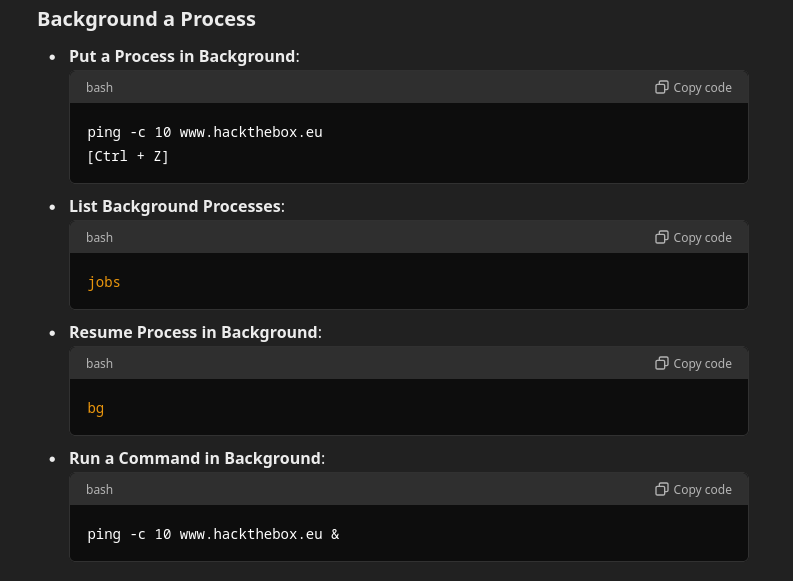 Background a Process
• Put a Process in Background:
bash Copy code
ping -c 10 www.hackthebox.eu
[Ctrl + Z]
• List Background Processes:
bash Copy code
jobs
• Resume Process in Background:
bash Copy code
bg
• Run a Command in Background:
bash Copy code
ping -c 10 www.hackthebox.eu &